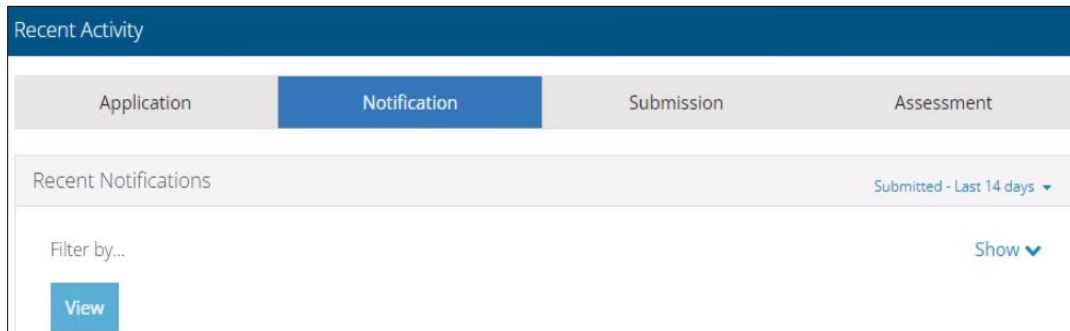 Recent Activity
Application Notification Submission Assessment
Recent Notifications Submitted - Last 14 days
Filter by... Show
View